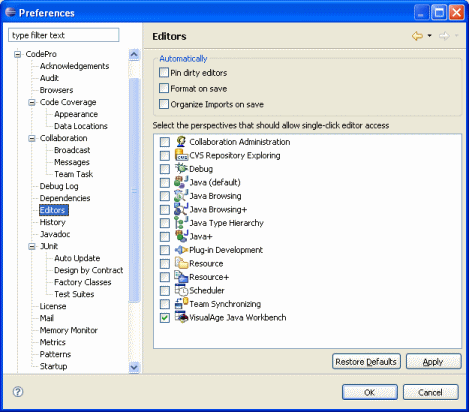 Preferences
type filter text
CodePro
Acknowledgements
Audit
Browsers
Code Coverage
Appearance
Data Locations
Collaboration
Broadcast
Messages
Team Task
Debug Log
Dependencies
Editors
History
Javadoc
JUnit
Auto Update
Design by Contract
Factory Classes
Test Suites
License
Mail
Memory Monitor
Metrics
Patterns
Startup
Editors
Automatically
Pin dirty editors
Format on save
Organize Imports on save
Select the perspectives that should allow single-click editor access
Collaboration Administration
CVS Repository Exploring
Debug
Java (default)
Java Browsing
Java Browsing+
Java Type Hierarchy
Java+
Plug-in Development
Resource
Resource+
Scheduler
Team Synchronizing
VisualAge Java Workbench
Restore Defaults
Apply
OK
Cancel